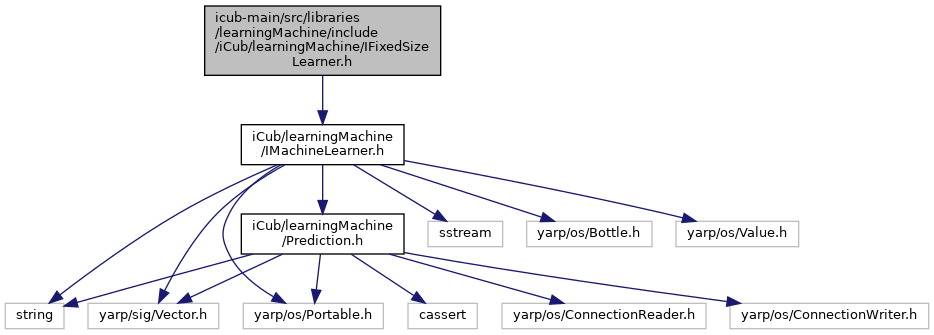 icub-main/src/libraries
/learningMachine/include
/iCub/learningMachine/IFixedSize
Learner.h
iCub/learningMachine
/IMachineLearner.h
iCub/learningMachine
/Prediction.h
sstream
yarp/os/Bottle.h
yarp/os/Value.h
string
yarp/sig/Vector.h
yarp/os/Portable.h
cassert
yarp/os/ConnectionReader.h
yarp/os/ConnectionWriter.h